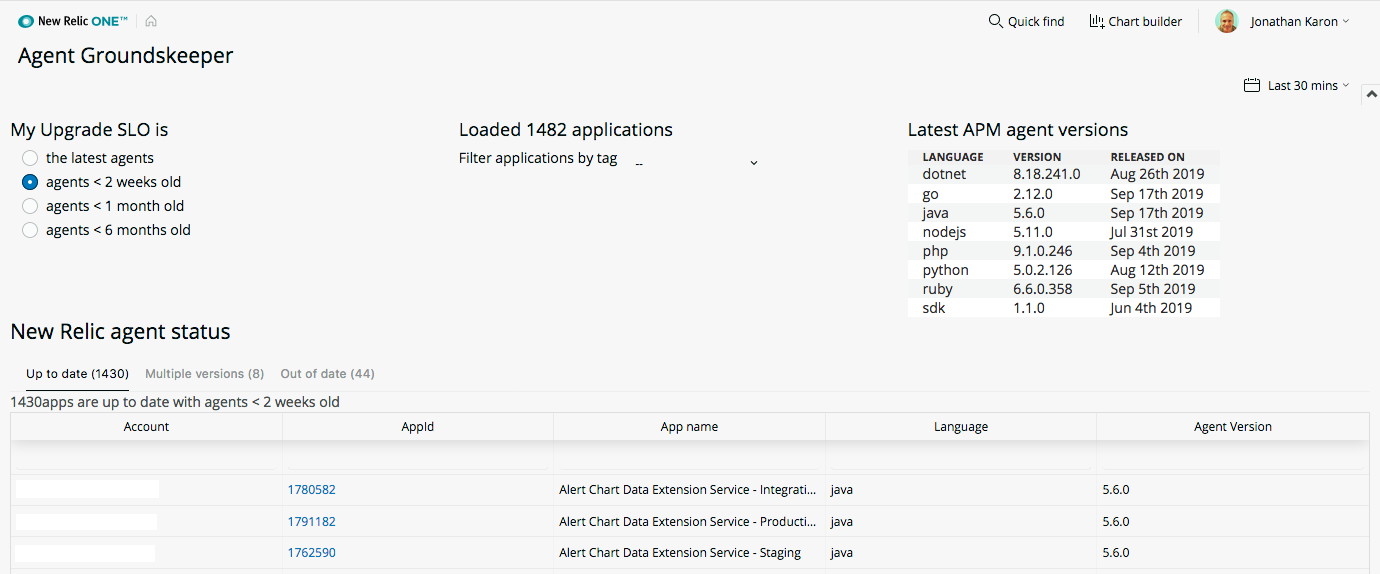 New Relic ONE™
Quick find
Chart builder
Jonathan Karon
Agent Groundskeeper
Last 30 mins
My Upgrade SLO is
the latest agents
agents < 2 weeks old
agents < 1 month old
agents < 6 months old
Loaded 1482 applications
Filter applications by tag --
Latest APM agent versions
LANGUAGE VERSION RELEASED ON
dotnet 8.18.241.0 Aug 26th 2019
go 2.12.0 Sep 17th 2019
java 5.6.0 Sep 17th 2019
nodejs 5.11.0 Jul 31st 2019
php 9.1.0.246 Sep 4th 2019
python 5.0.2.126 Aug 12th 2019
ruby 6.6.0.358 Sep 5th 2019
sdk 1.1.0 Jun 4th 2019
New Relic agent status
Up to date (1430) Multiple versions (8) Out of date (44)
1430apps are up to date with agents < 2 weeks old
Account AppId App name Language Agent Version
1780582 Alert Chart Data Extension Service - Integrati... java 5.6.0
1791182 Alert Chart Data Extension Service - Producti... java 5.6.0
1762590 Alert Chart Data Extension Service - Staging java 5.6.0